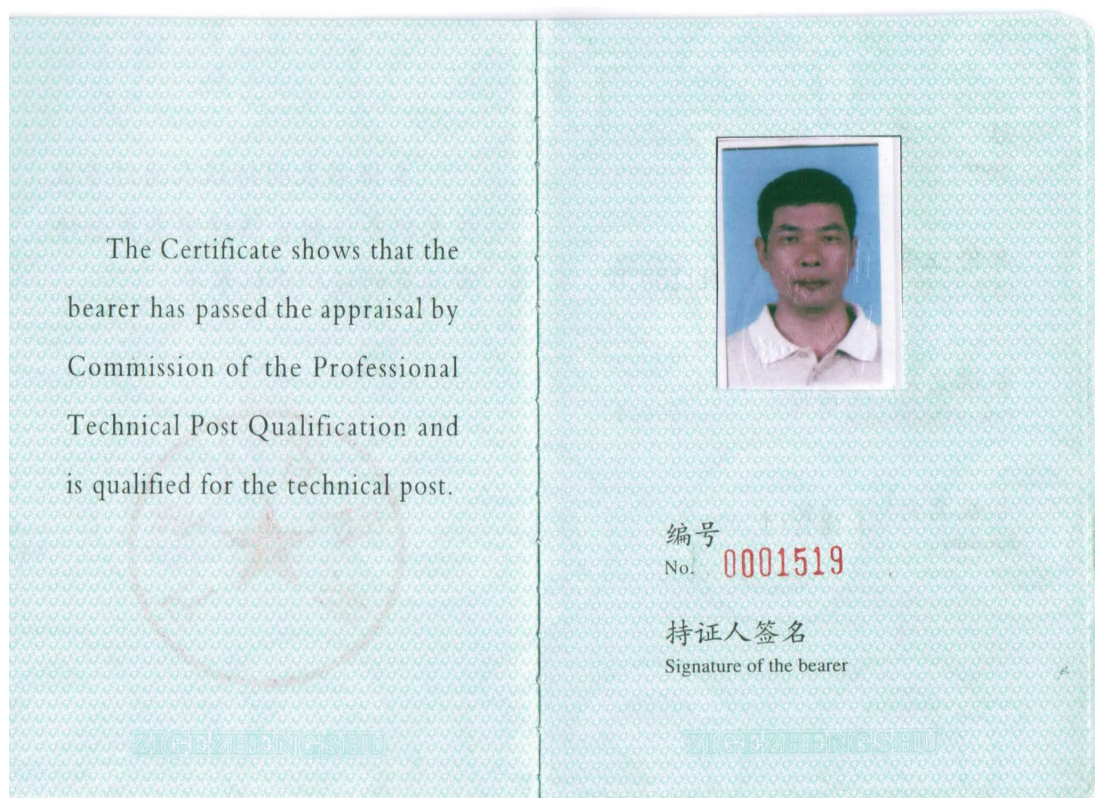 The Certificate shows that the
bearer has passed the appraisal by
Commission of the Professional
Technical Post Qualification and
is qualified for the technical post.
ZIGEZHENGSHU
编号
No. 0001519
持证人签名
Signature of the bearer
ZIGEZHENGSHU